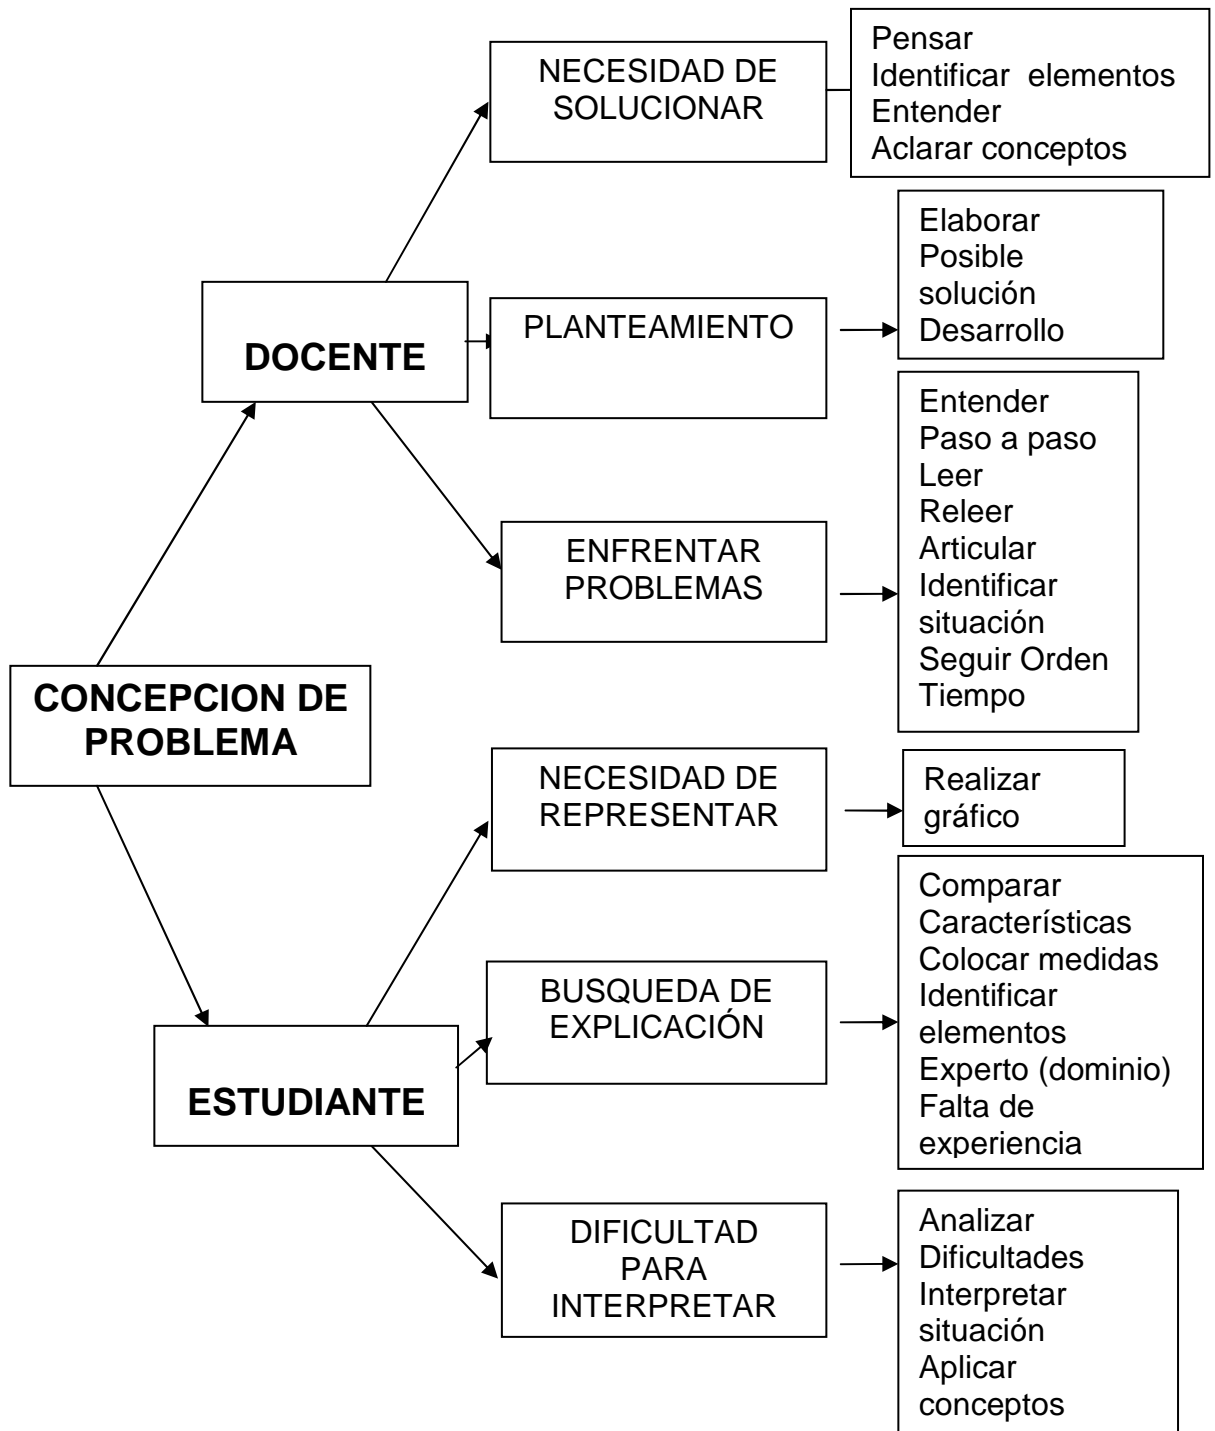 NECESIDAD DE
SOLUCIONAR
Pensar
Identificar elementos
Entender
Aclarar conceptos
DOCENTE
PLANTEAMIENTO
Elaborar
Posible
solución
Desarrollo
ENFRENTAR
PROBLEMAS
Entender
Paso a paso
Leer
Releer
Articular
Identificar
situación
Seguir Orden
Tiempo
CONCEPCION DE
PROBLEMA
NECESIDAD DE
REPRESENTAR
Realizar
gráfico
BUSQUEDA DE
EXPLICACIÓN
Comparar
Características
Colocar medidas
Identificar
elementos
Experto (dominio)
Falta de
experiencia
ESTUDIANTE
DIFICULTAD
PARA
INTERPRETAR
Analizar
Dificultades
Interpretar
situación
Aplicar
conceptos